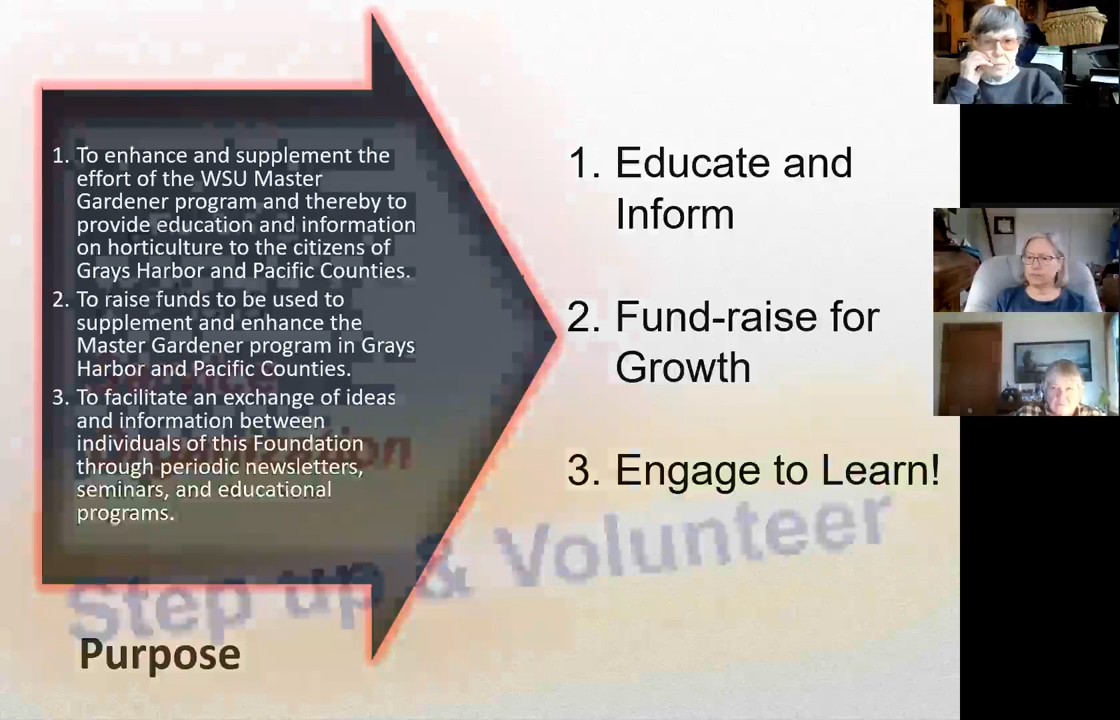 1. To enhance and supplement the
effort of the WSU Master
Gardener program and thereby to
provide education and information
on horticulture to the citizens of
Grays Harbor and Pacific Counties.
2. To raise funds to be used to
supplement and enhance the
Master Gardener program in Grays
Harbor and Pacific Counties.
3. To facilitate an exchange of ideas
and information between
individuals of this Foundation
through periodic newsletters,
seminars, and educational
programs.
1. Educate and
Inform
2. Fund-raise for
Growth
3. Engage to Learn!
Step up & Volunteer
Purpose